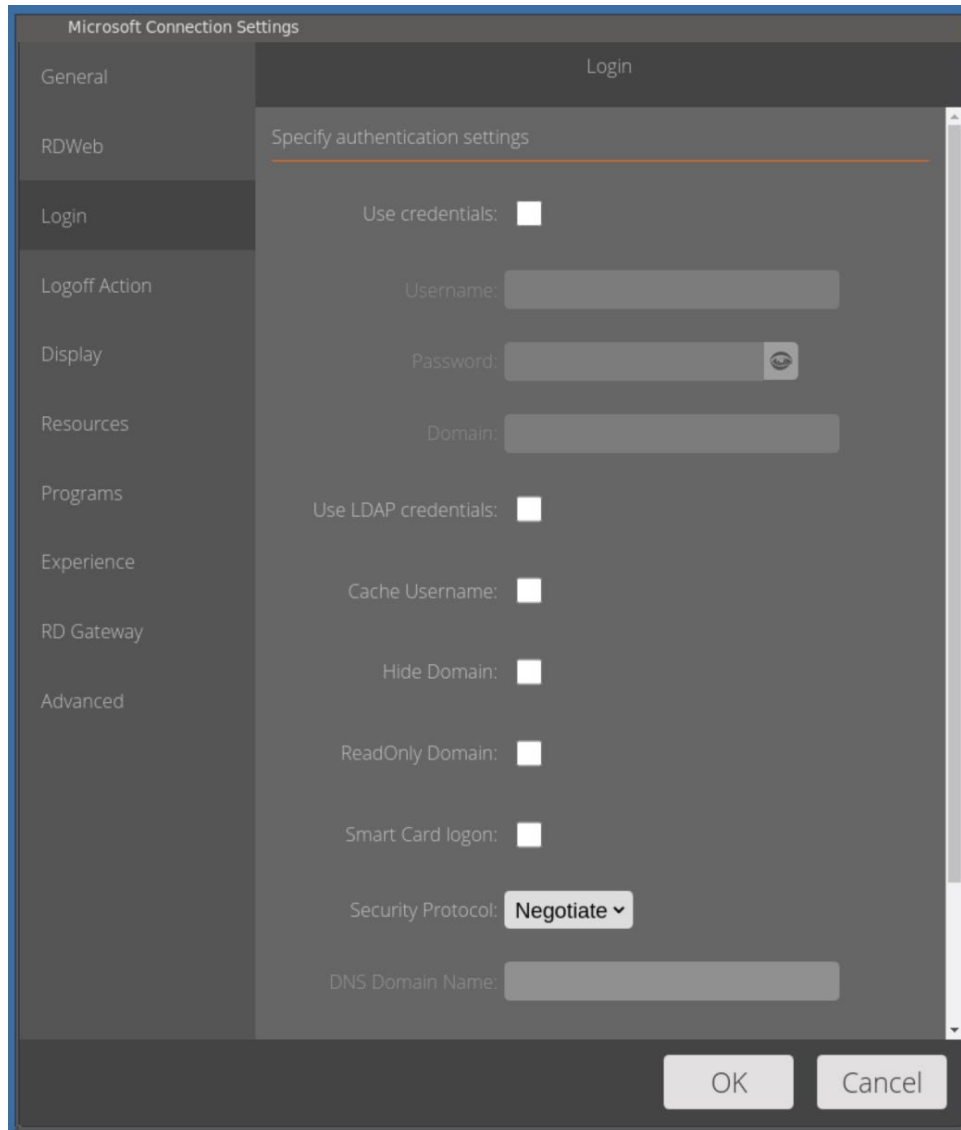 Microsoft Connection Settings
General
RDWeb
Login
Logoff Action
Display
Resources
Programs
Experience
RD Gateway
Advanced
Login
Specify authentication settings
Use credentials:
Username:
Password:
Domain:
Use LDAP credentials:
Cache Username:
Hide Domain:
ReadOnly Domain:
Smart Card logon:
Security Protocol: Negotiate
DNS Domain Name:
OK Cancel